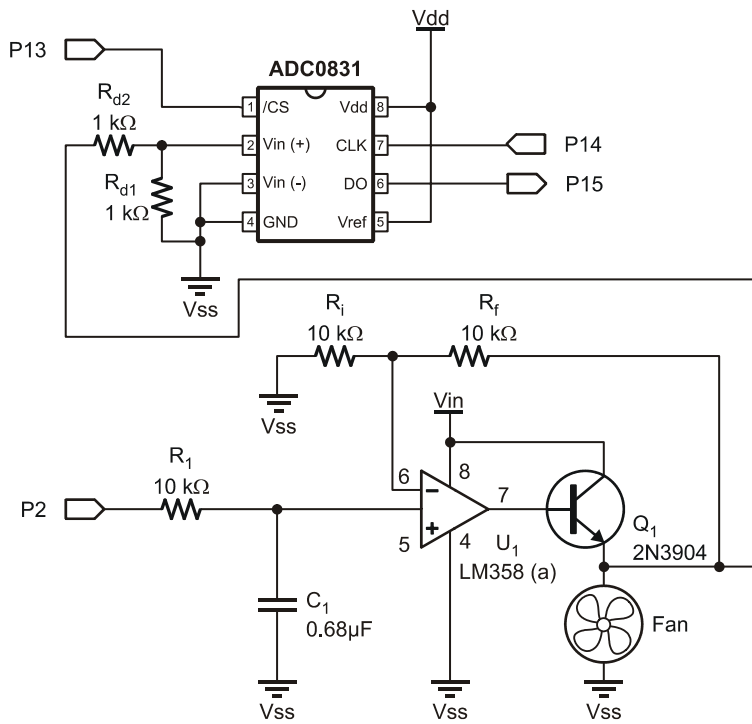 Vdd
P13
ADC0831
Rd2
1 kΩ
1 /CS
Vdd 8
2 Vin (+)
CLK 7
P14
Rd1
1 kΩ
3 Vin (-)
DO 6
P15
4 GND
Vref 5
Vss
Ri
10 kΩ
Rf
10 kΩ
Vss
Vin
R1
10 kΩ
6
8
P2
7
5
4
U1
LM358 (a)
Q1
2N3904
C1
0.68µF
Fan
Vss
Vss
Vss